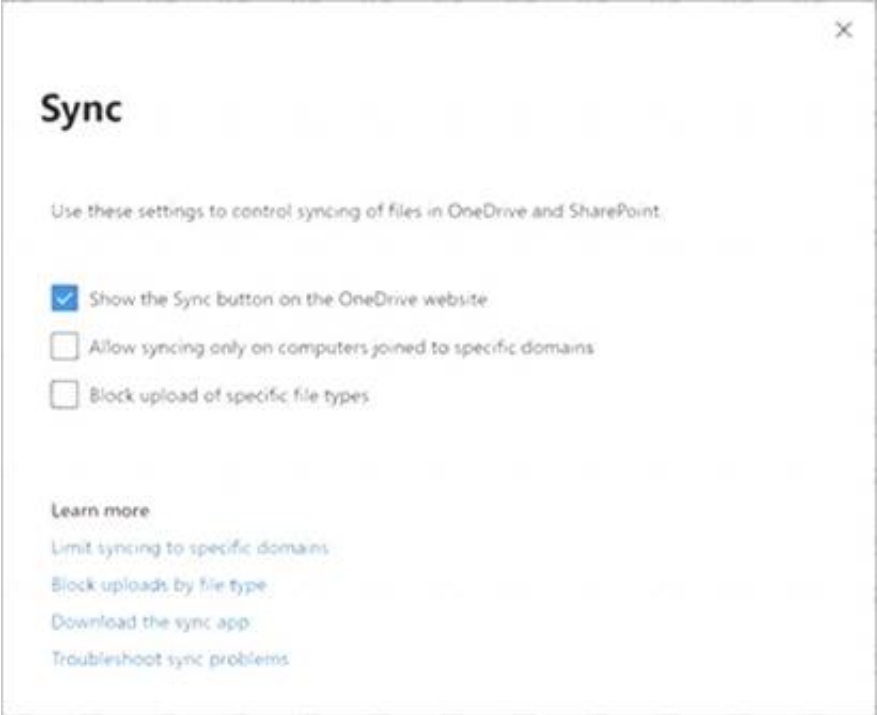 Sync
Use these settings to control syncing of files in OneDrive and SharePoint.
Show the Sync button on the OneDrive website
Allow syncing only on computers joined to specific domains
Block upload of specific file types
Learn more
Limit syncing to specific domains
Block uploads by file type
Download the sync app
Troubleshoot sync problems